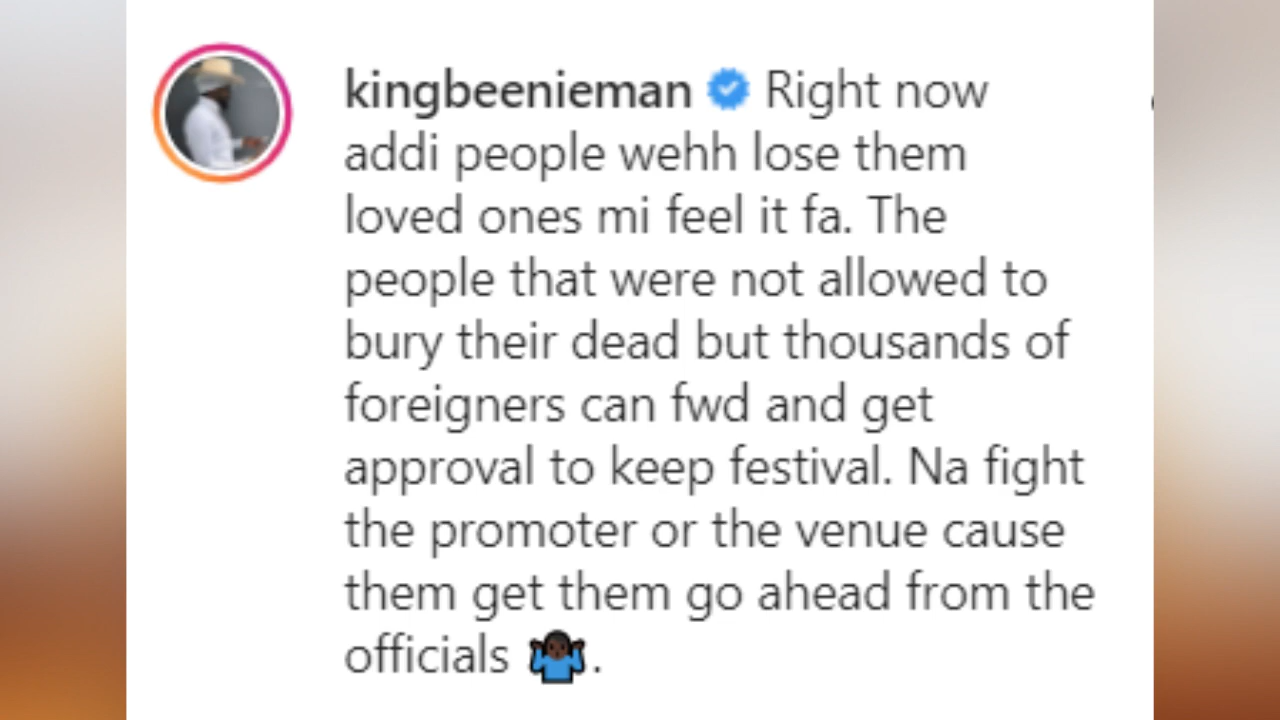 kingbeenieman Right now
addi people wehh lose them
loved ones mi feel it fa. The
people that were not allowed to
bury their dead but thousands of
foreigners can fwd and get
approval to keep festival. Na fight
the promoter or the venue cause
them get them go ahead from the
officials 🤷🏿‍♂️.